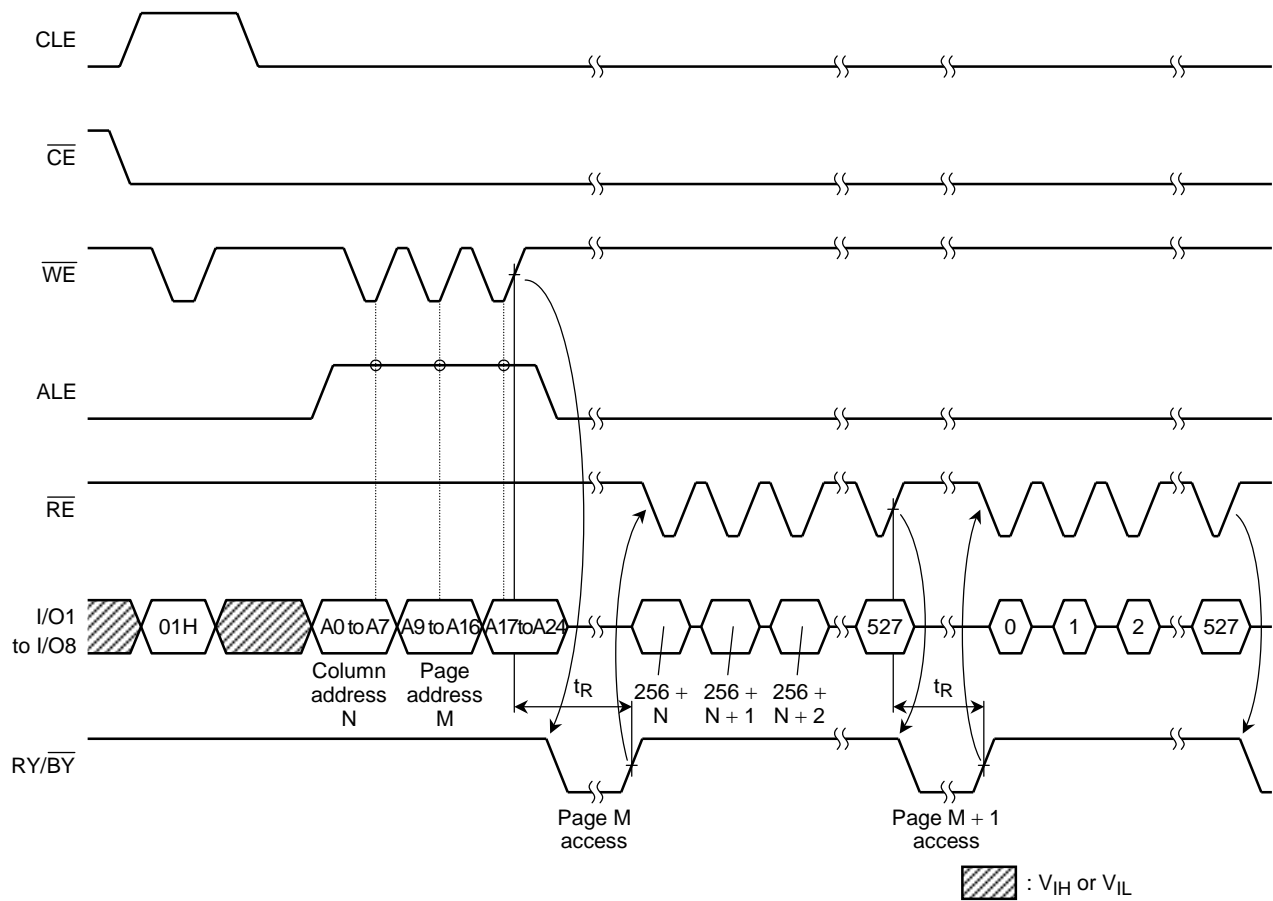 CLE
CE
WE
ALE
RE
I/O1
to I/O8
01H
A0 to A7
A9 to A16
A17 to A24
527
0
1
2
527
Column
address
N
Page
address
M
tR
256 +
N
256 +
N + 1
256 +
N + 2
tR
RY/BY
Page M
access
Page M + 1
access
: VIH or VIL